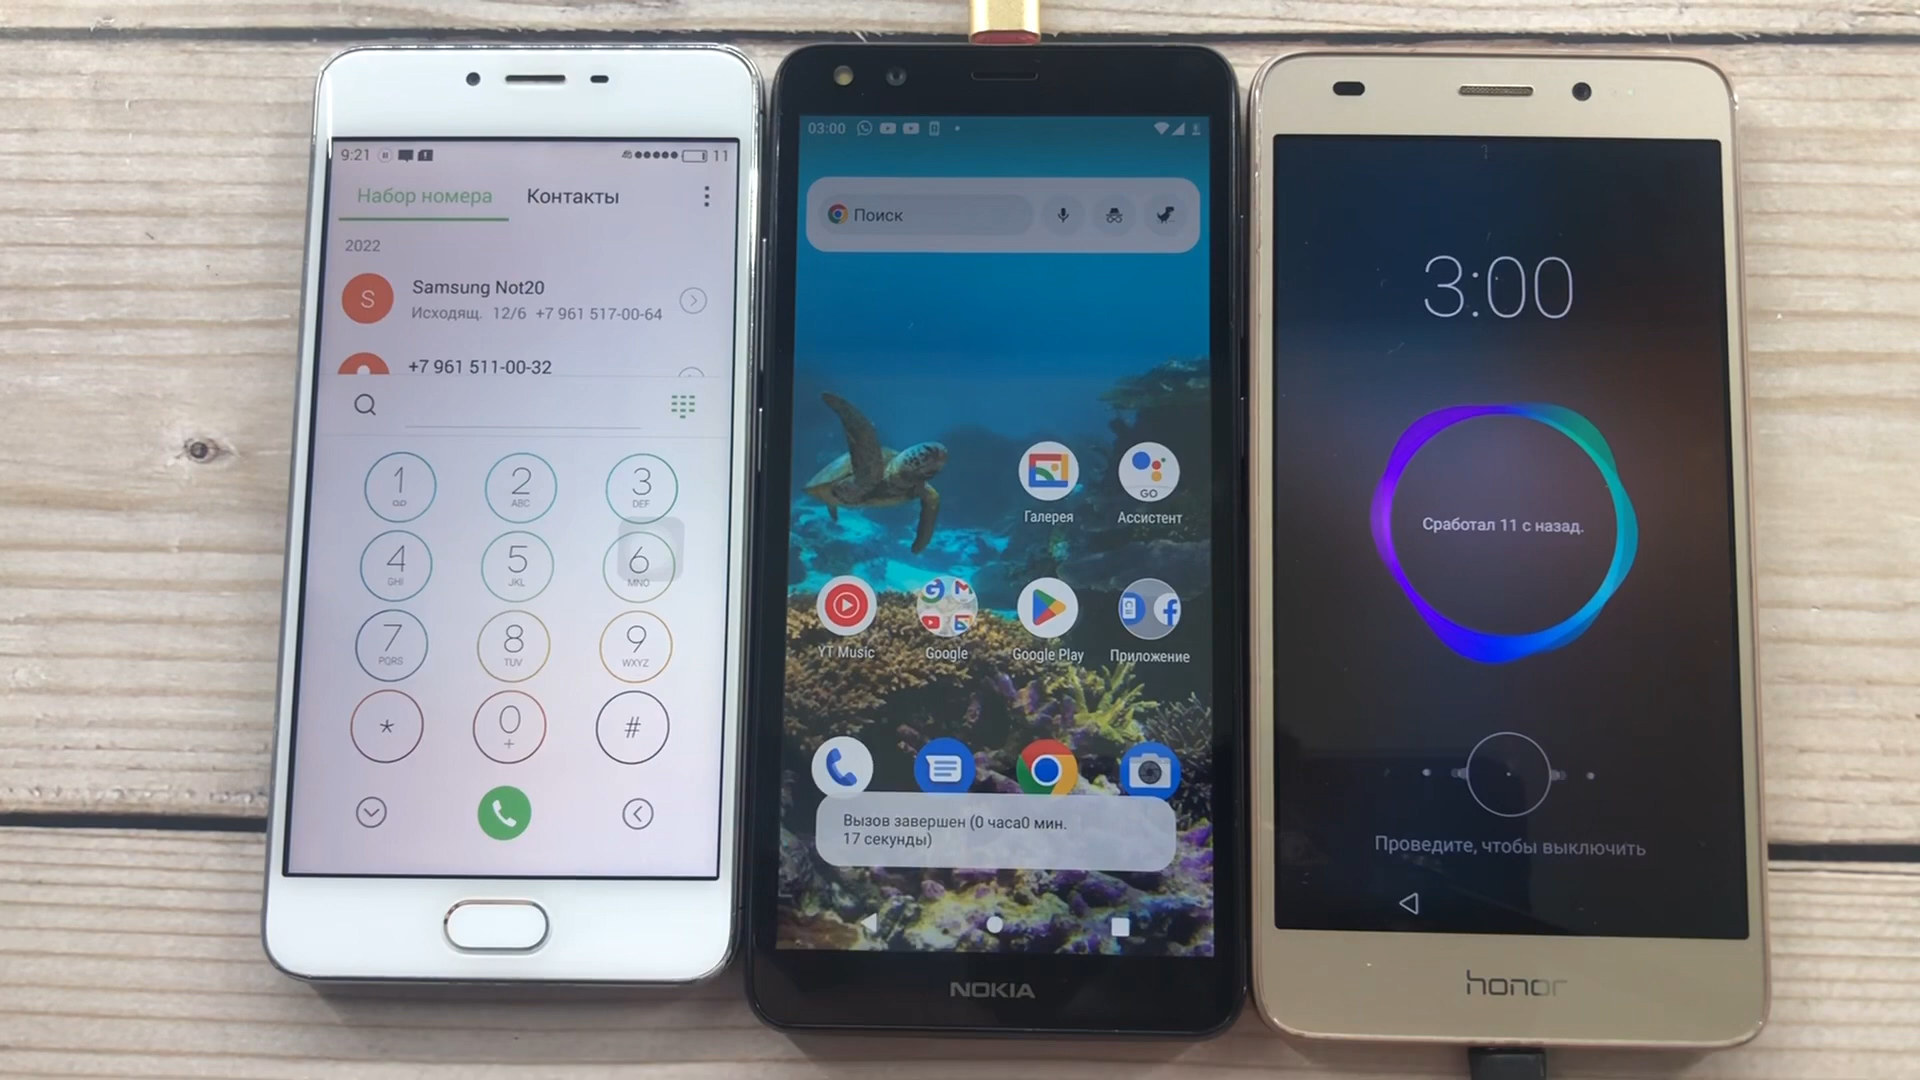 9:21
11
Набор номера
Контакты
2022
S
Samsung Not20
Исходящ. 12/6 +7 961 517-00-64
+7 961 511-00-32
1
2
ABC
3
DEF
4
GHI
5
JKL
6
MNO
7
PQRS
8
TUV
9
WXYZ
*
0
+
#
03:00
Поиск
GO
Галерея
Ассистент
YT Music
Google
Google Play
Приложение
Вызов завершен (0 часа0 мин.
17 секунды)
NOKIA
3:00
Сработал 11 с назад.
Проведите, чтобы выключить
honor